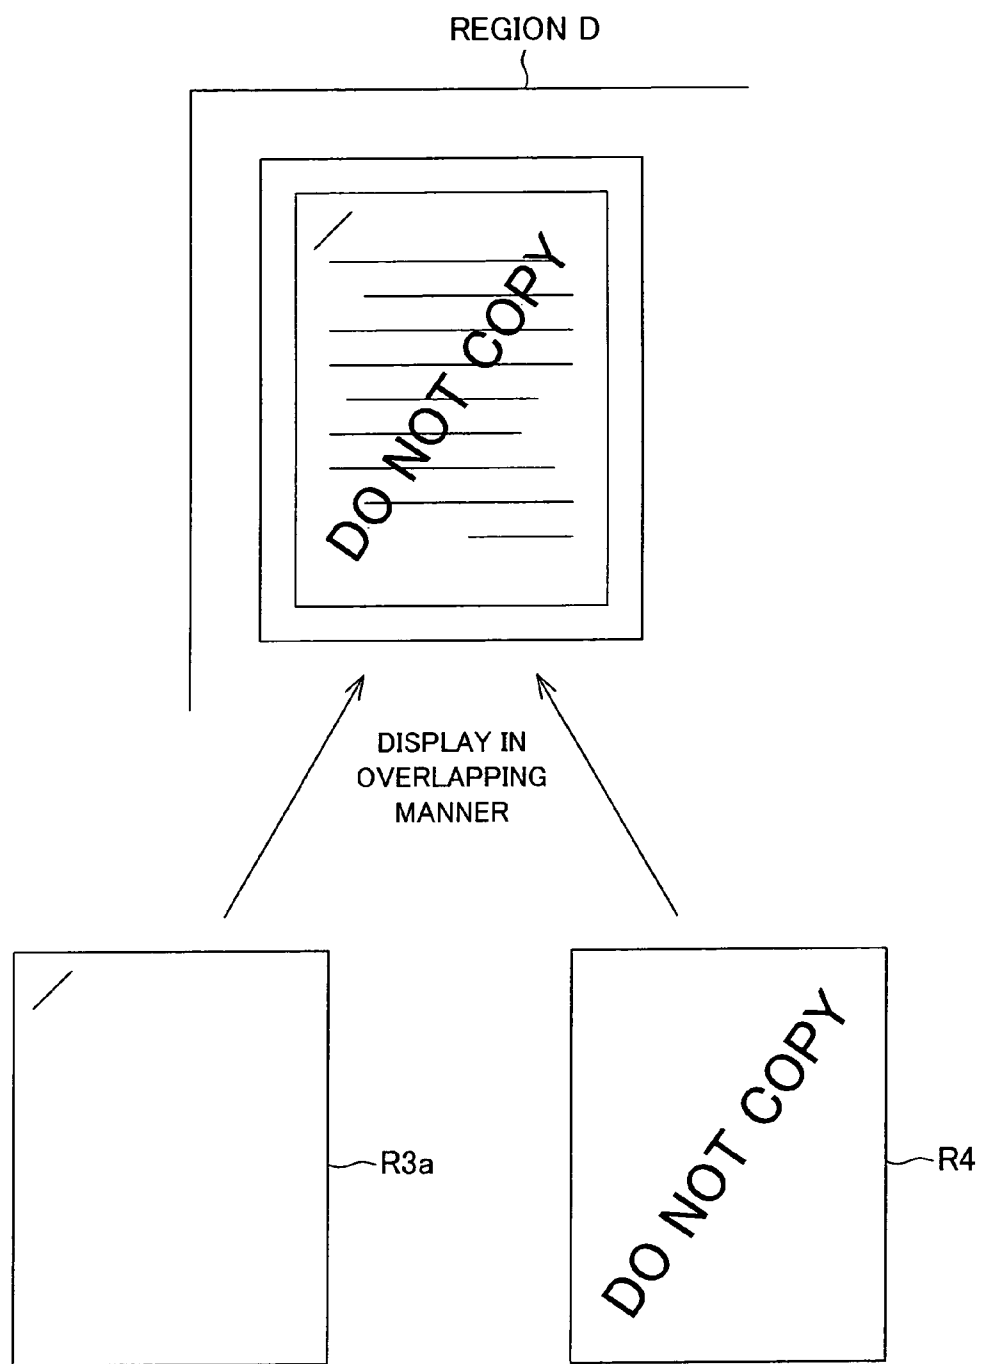 REGION D
DO NOT COPY
DISPLAY IN
OVERLAPPING
MANNER
R3a
DO NOT COPY
R4